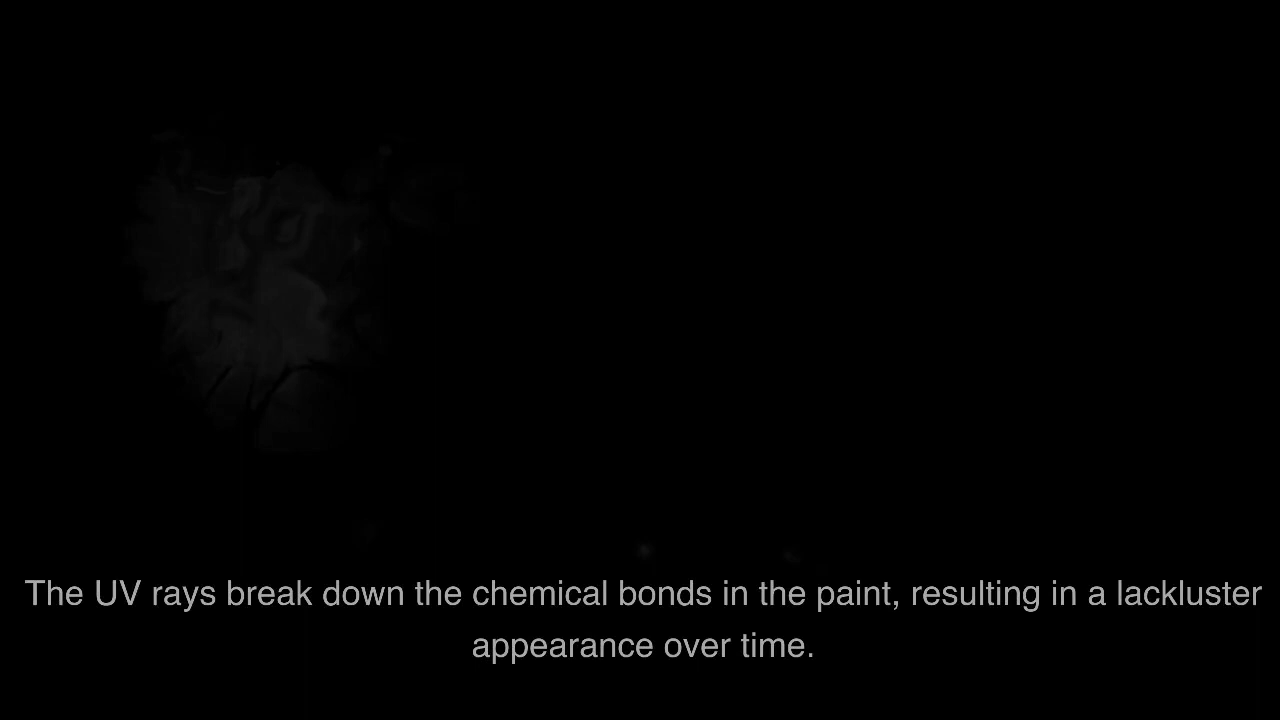 The UV rays break down the chemical bonds in the paint, resulting in a lackluster
appearance over time.